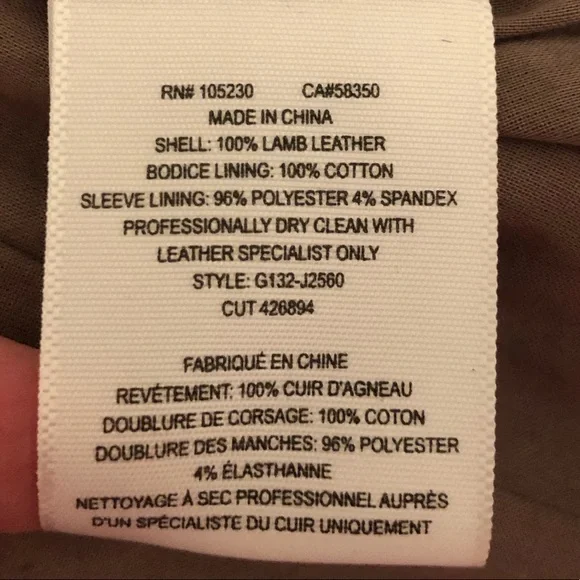 RN# 105230 CA#58350
MADE IN CHINA
SHELL: 100% LAMB LEATHER
BODICE LINING: 100% COTTON
SLEEVE LINING: 96% POLYESTER 4% SPANDEX
PROFESSIONALLY DRY CLEAN WITH
LEATHER SPECIALIST ONLY
STYLE: G132-J2560
CUT 426894
FABRIQUÉ EN CHINE
REVÉTEMENT: 100% CUIR D'AGNEAU
DOUBLURE DE CORSAGE: 100% COTON
DOUBLURE DES MANCHES: 96% POLYESTER
4% ÉLASTHANNE
NETTOYAGE À SEC PROFESSIONNEL AUPRÈS
D'UN SPÉCIALISTE DU CUIR UNIQUEMENT